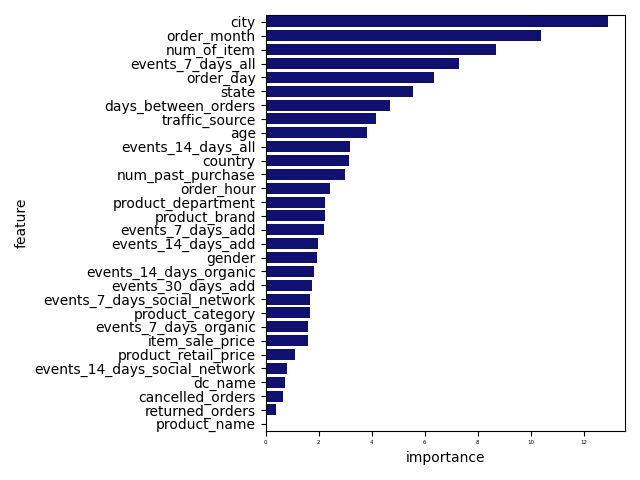 city
order_month
num_of_item
events_7_days_all
order_day
state
days_between_orders
traffic_source
age
events_14_days_all
country
num_past_purchase
order_hour
product_department
product_brand
events_7_days_add
events_14_days_add
gender
events_14_days_organic
events_30_days_add
events_7_days_social_network
product_category
events_7_days_organic
item_sale_price
product_retail_price
events_14_days_social_network
dc_name
cancelled_orders
returned_orders
product_name
feature
0 2 4 6 8 10 12
importance